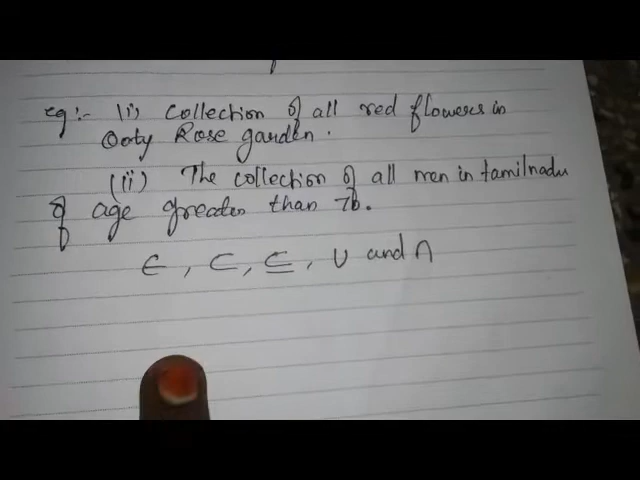 eg:- (i) Collection of all red flowers in
Ooty Rose garden.
(ii) The collection of all men in tamilnadu
of age greater than 76.
∈, ⊂, ⊆, ∪ and ∩